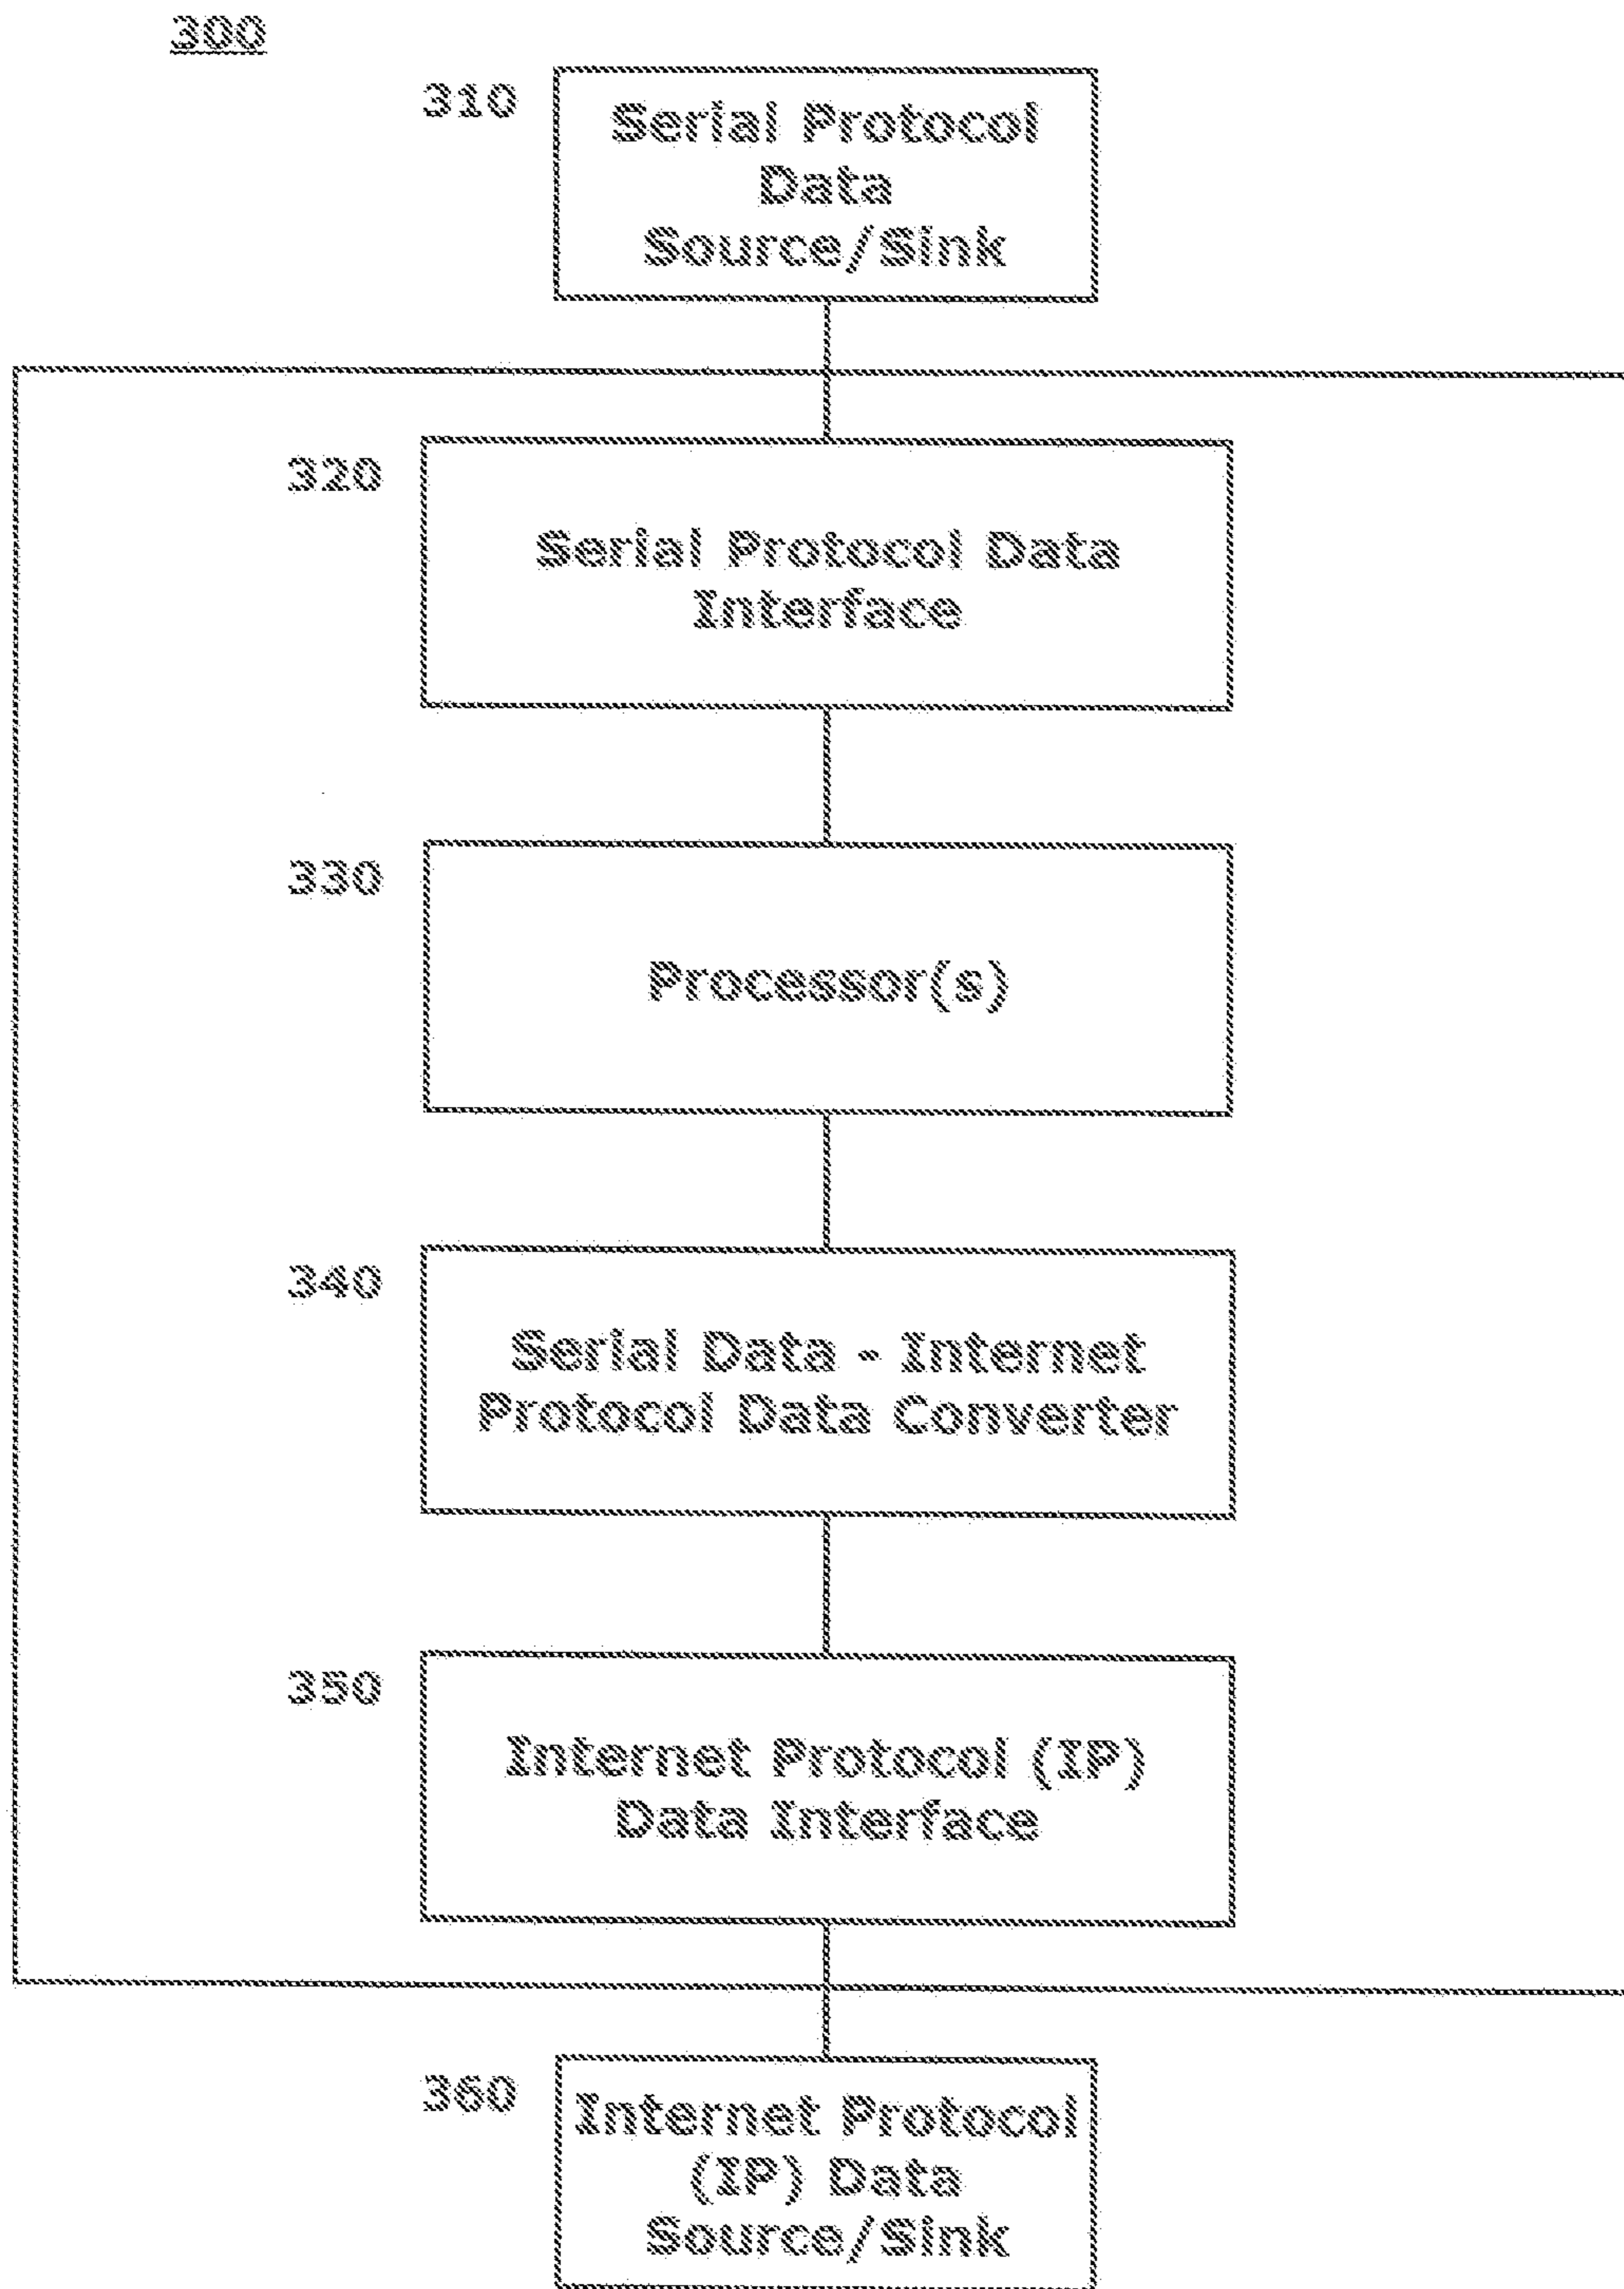 300
310
Serial Protocol
Data
Source/Sink
320
Serial Protocol Data
Interface
330
Processor(s)
340
Serial Data - Internet
Protocol Data Converter
350
Internet Protocol (IP)
Data Interface
360
Internet Protocol
(IP) Data
Source/Sink